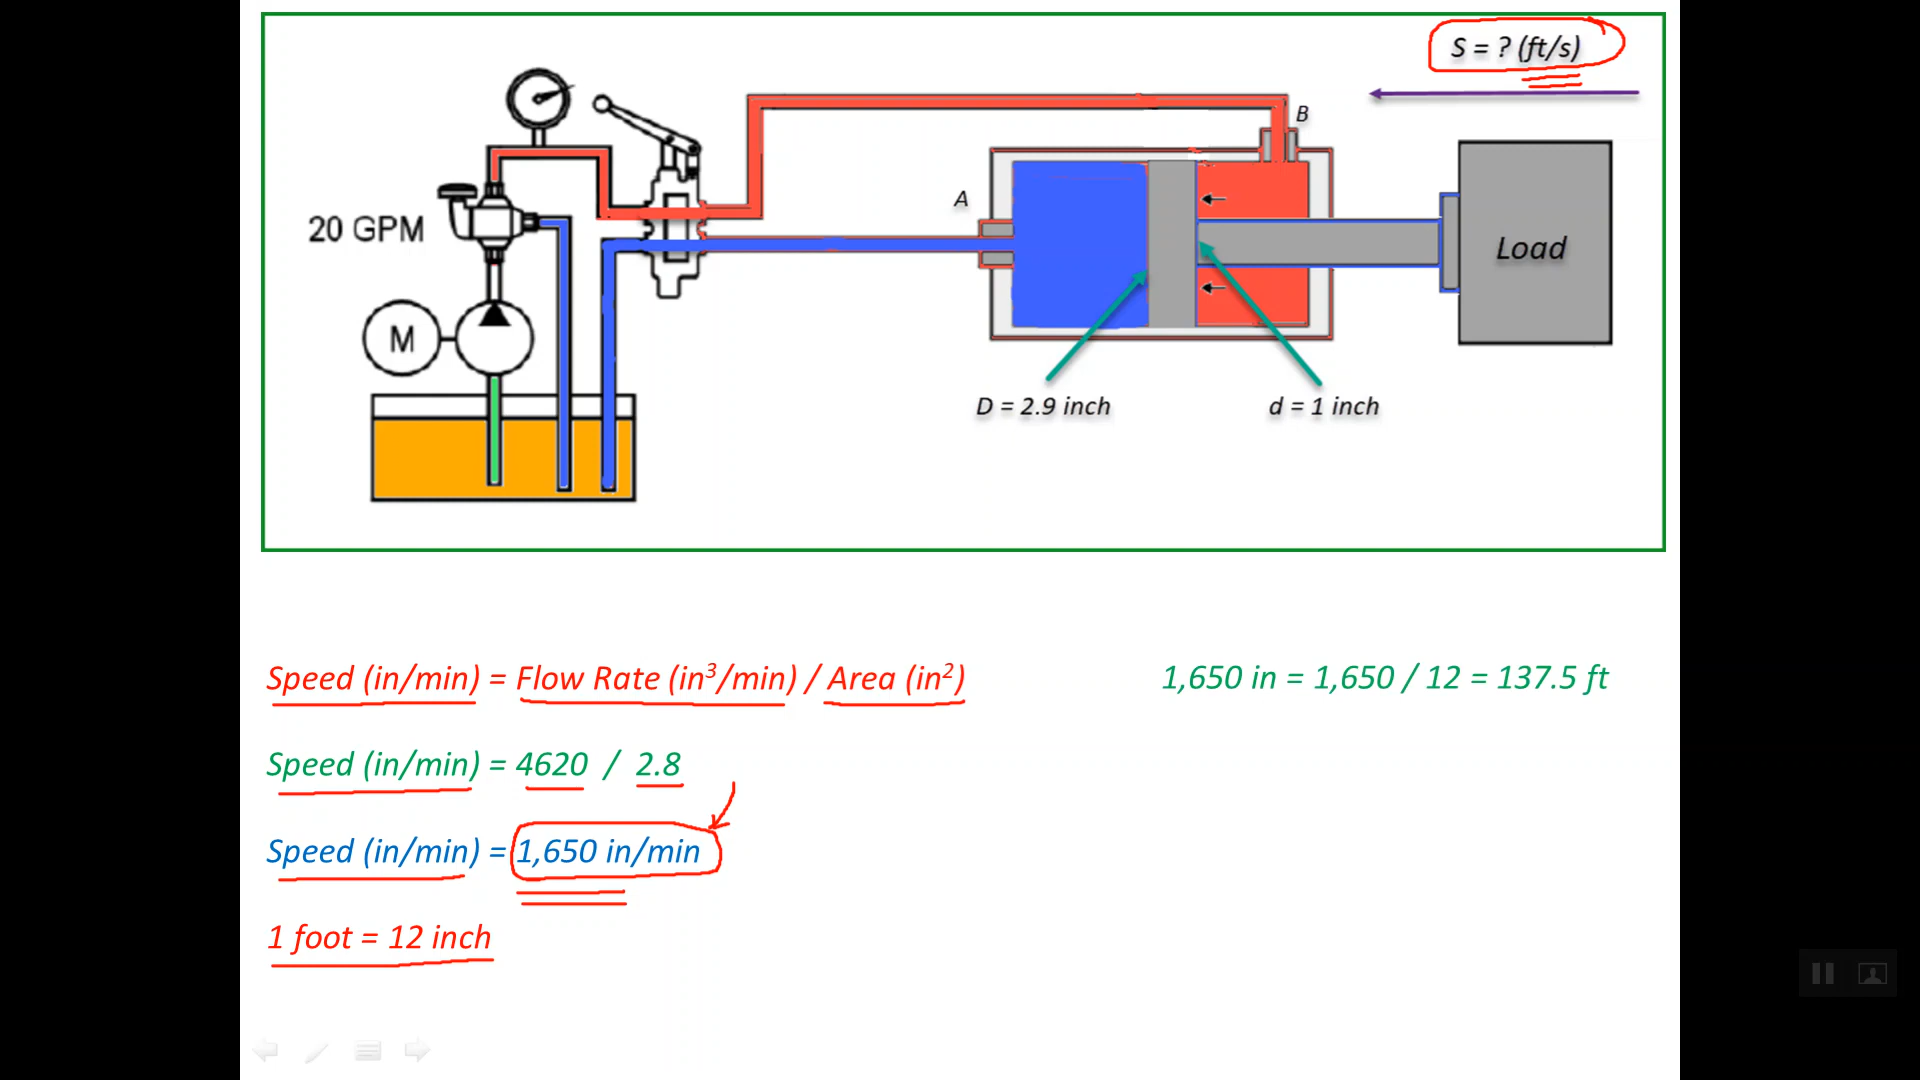 S = ? (ft/s)
B
A
20 GPM
Load
M
D = 2.9 inch
d = 1 inch
Speed (in/min) = Flow Rate (in³/min) / Area (in²)
1,650 in = 1,650 / 12 = 137.5 ft
Speed (in/min) = 4620 / 2.8
Speed (in/min) = 1,650 in/min
1 foot = 12 inch